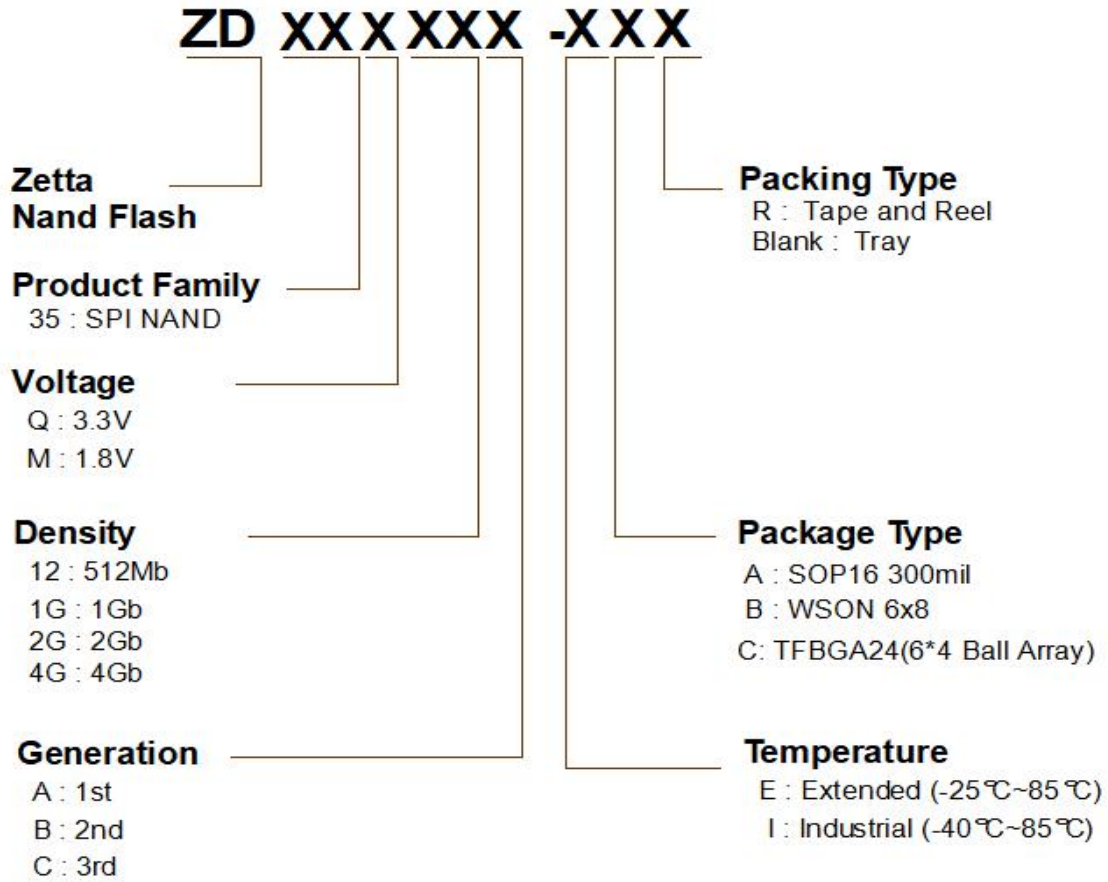 ZD XX X XX X -X X X
Zetta
Nand Flash
Product Family
35 : SPI NAND
Voltage
Q : 3.3V
M : 1.8V
Density
12 : 512Mb
1G : 1Gb
2G : 2Gb
4G : 4Gb
Generation
A : 1st
B : 2nd
C : 3rd
Packing Type
R : Tape and Reel
Blank : Tray
Package Type
A : SOP16 300mil
B : WSON 6x8
C: TFBGA24(6*4 Ball Array)
Temperature
E : Extended (-25℃~85℃)
I : Industrial (-40℃~85℃)